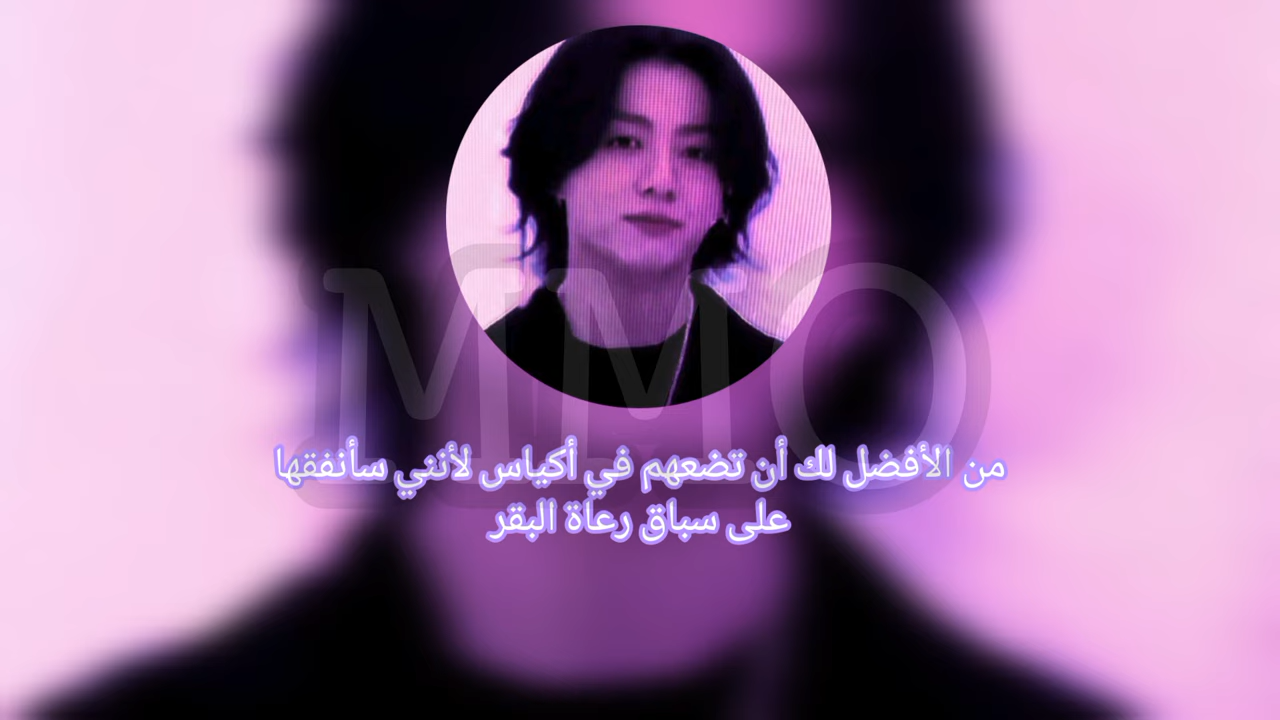 MMO
من الأفضل لك أن تضعهم في أكياس لأنني سأنفقها
على سباق رعاة البقر